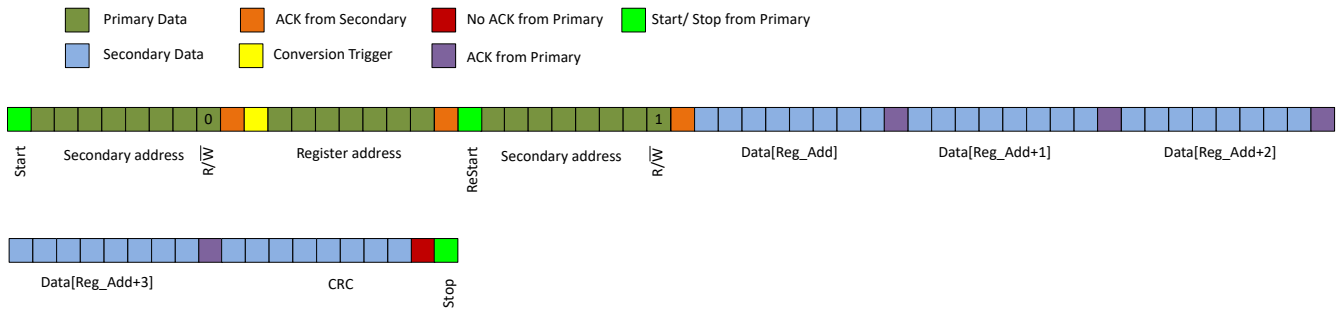 Primary Data ACK from Secondary No ACK from Primary Start/ Stop from Primary
Secondary Data Conversion Trigger ACK from Primary
0 1
Start Secondary address R/W̅ Register address ReStart Secondary address R/W̅ Data[Reg_Add] Data[Reg_Add+1] Data[Reg_Add+2]
Data[Reg_Add+3] CRC Stop